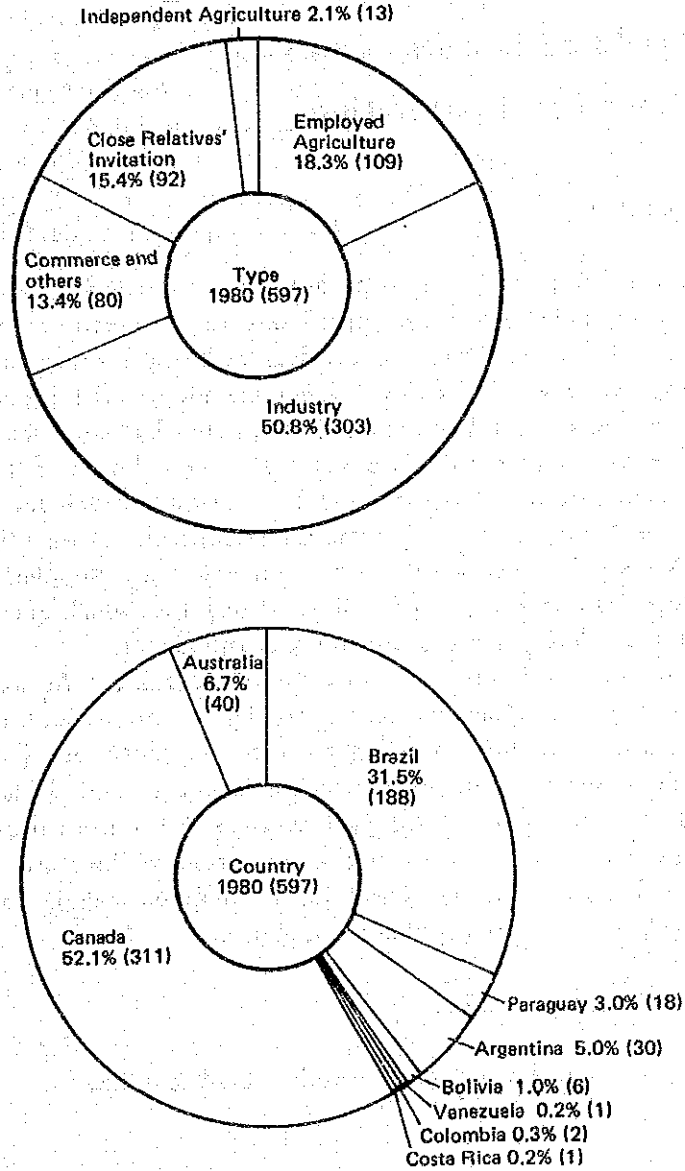 Independent Agriculture 2.1% (13)
Employed
Agriculture
18.3% (109)
Close Relatives'
Invitation
15.4% (92)
Commerce and
others
13.4% (80)
Type
1980 (597)
Industry
50.8% (303)
Australia
6.7%
(40)
Brazil
31.5%
(188)
Country
1980 (597)
Canada
52.1% (311)
Paraguay 3.0% (18)
Argentina 5.0% (30)
Bolivia 1.0% (6)
Venezuela 0.2% (1)
Colombia 0.3% (2)
Costa Rica 0.2% (1)